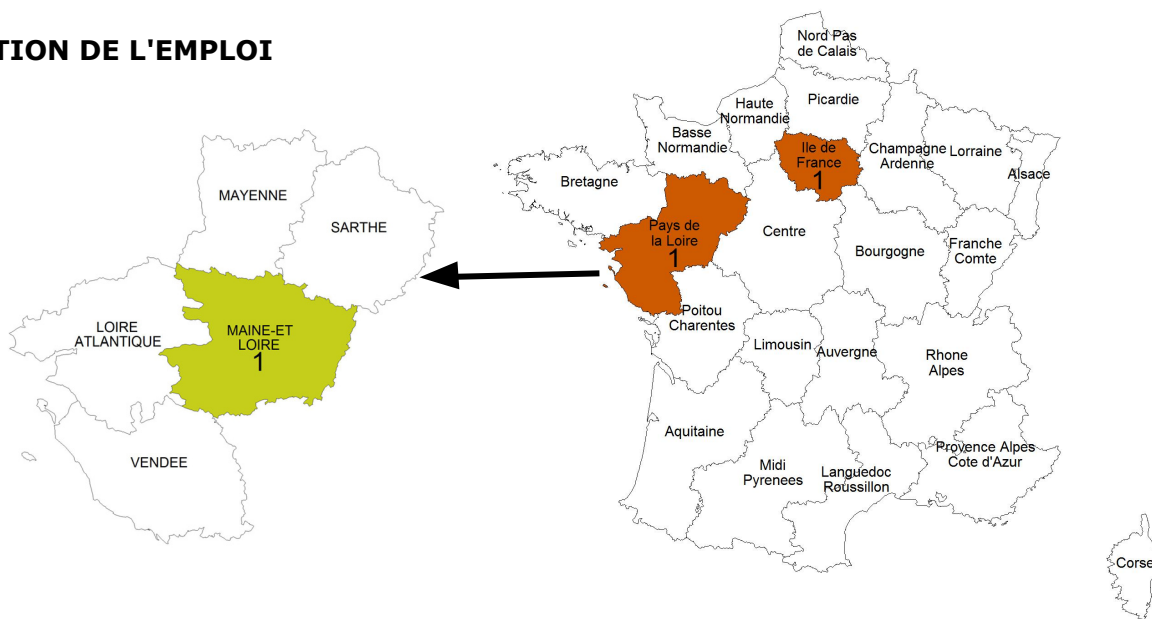 TION DE L'EMPLOI
MAYENNE
SARTHE
LOIRE
ATLANTIQUE
MAINE-ET
LOIRE
1
VENDEE
Nord Pas
de Calais
Picardie
Haute
Normandie
Basse
Normandie
Ile de
France
1
Champagne
Ardenne
Lorraine
Alsace
Bretagne
Pays de
la Loire
1
Centre
Bourgogne
Franche
Comte
Poitou
Charentes
Limousin
Auvergne
Rhone
Alpes
Aquitaine
Midi
Pyrenees
Languedoc
Roussillon
Provence Alpes
Cote d'Azur
Corse